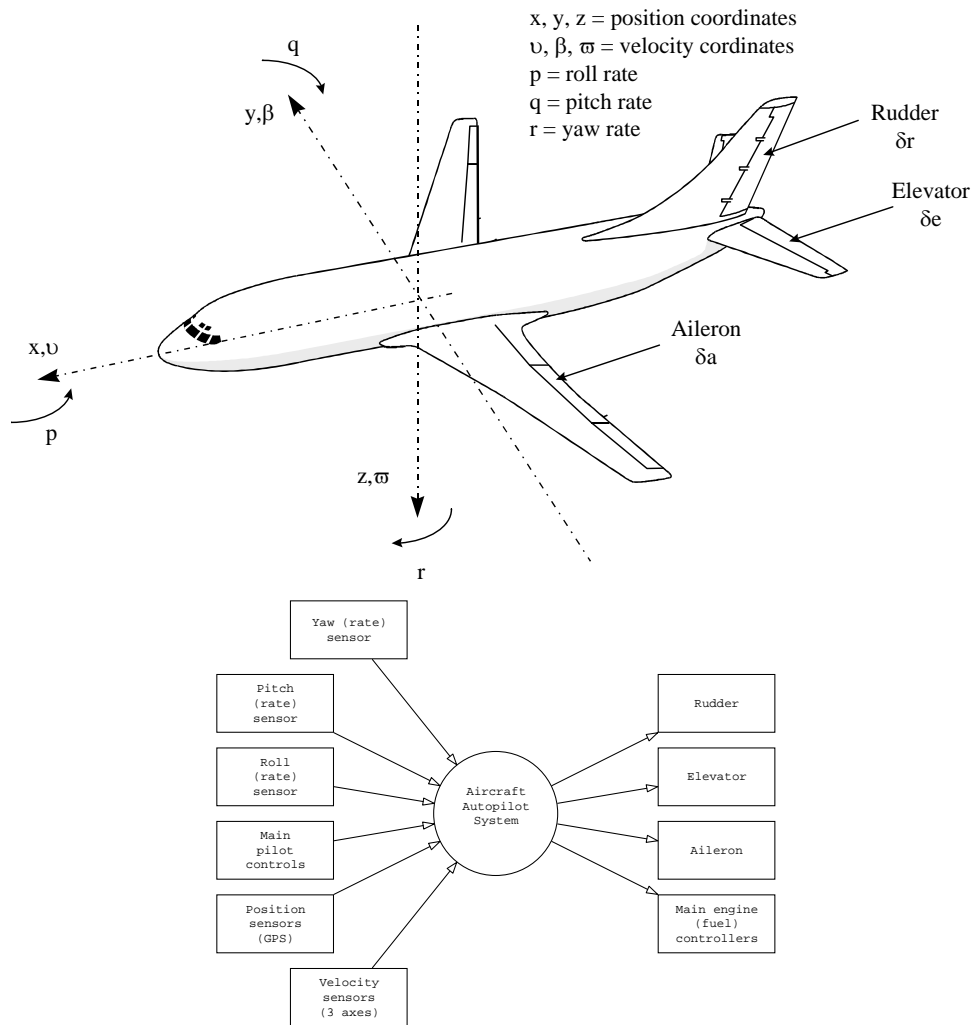 x, y, z = position coordinates
υ, β, ϖ = velocity cordinates
p = roll rate
q = pitch rate
r = yaw rate
q
y,β
Rudder
δr
Elevator
δe
Aileron
δa
x,υ
p
z,ϖ
r
Yaw (rate)
sensor
Pitch
(rate)
sensor
Roll
(rate)
sensor
Main
pilot
controls
Position
sensors
(GPS)
Velocity
sensors
(3 axes)
Aircraft
Autopilot
System
Rudder
Elevator
Aileron
Main engine
(fuel)
controllers